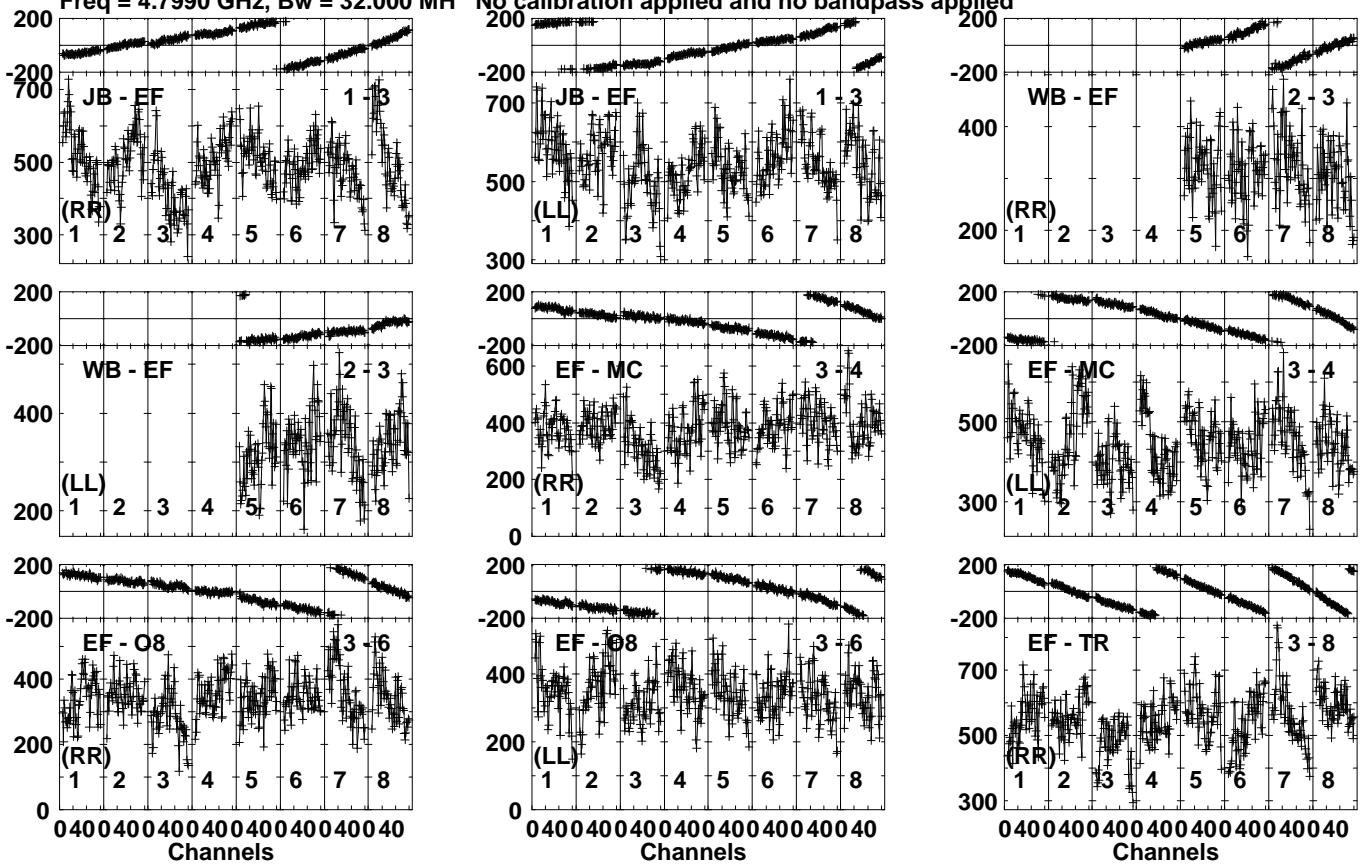 Freq = 4.7990 GHz, Bw = 32.000 MH No calibration applied and no bandpass applied
200
-200
700
500
300
JB - EF 1 - 3
(RR)
1 2 3 4 5 6 7 8
200
-200
700
500
300
JB - EF 1 - 3
(LL)
1 2 3 4 5 6 7 8
200
-200
400
200
WB - EF 2 - 3
(RR)
1 2 3 4 5 6 7 8
200
-200
400
200
WB - EF 2 - 3
(LL)
1 2 3 4 5 6 7 8
200
-200
600
400
200
0
EF - MC 3 - 4
(RR)
1 2 3 4 5 6 7 8
200
-200
500
300
EF - MC 3 - 4
(LL)
1 2 3 4 5 6 7 8
200
-200
400
200
0
EF - O8 3 - 6
(RR)
1 2 3 4 5 6 7 8
0 40 0 40 0 40 0 40 0 40 0 40 0 40 0 40
Channels
200
-200
400
200
0
EF - O8 3 - 6
(LL)
1 2 3 4 5 6 7 8
0 40 0 40 0 40 0 40 0 40 0 40 0 40 0 40
Channels
200
-200
700
500
300
EF - TR 3 - 8
(RR)
1 2 3 4 5 6 7 8
0 40 0 40 0 40 0 40 0 40 0 40 0 40 0 40
Channels